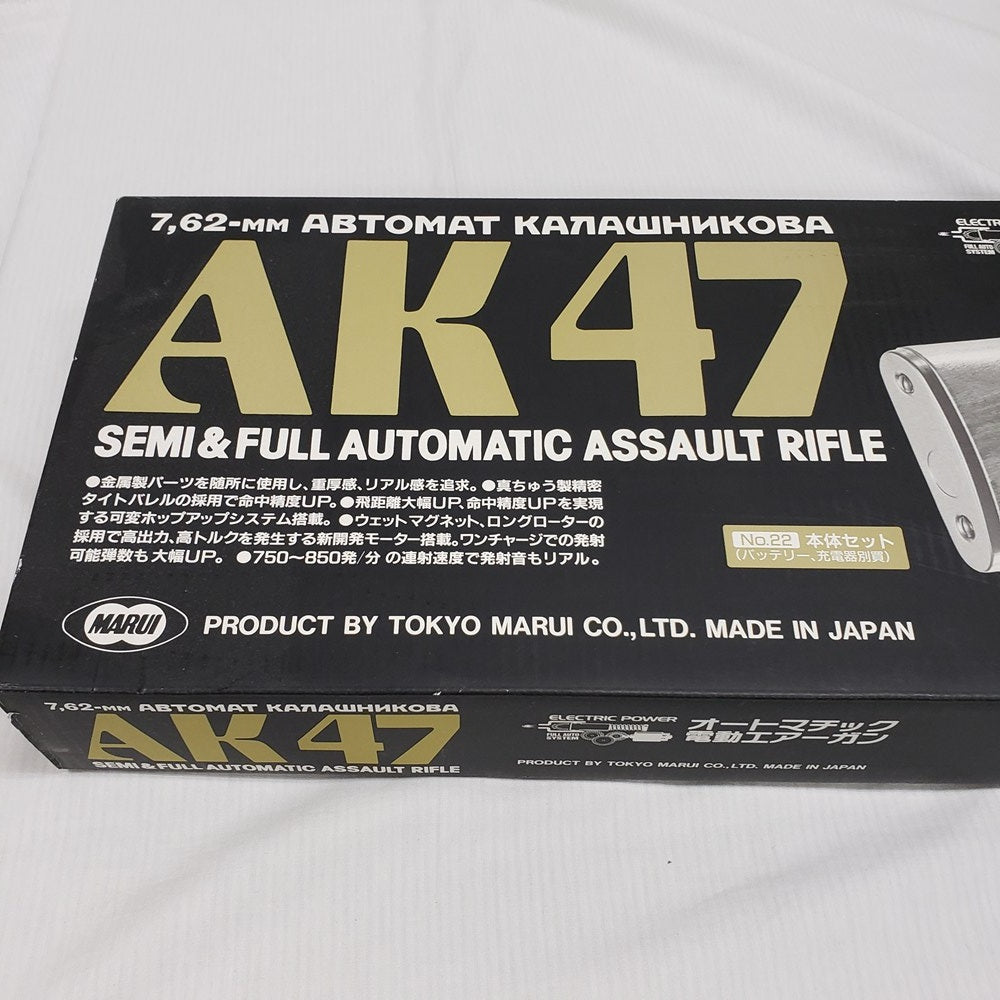 7,62-мм АВТОМАТ КАЛАШНИКОВА
AK 47
SEMI & FULL AUTOMATIC ASSAULT RIFLE
●金属製パーツを随所に使用し、重厚感、リアル感を追求。●真ちゅう製精密
タイトバレルの採用で命中精度UP。●飛距離大幅UP、命中精度UPを実現
する可変ホップアップシステム搭載。●ウェットマグネット、ロングローターの
採用で高出力、高トルクを発生する新開発モーター搭載。ワンチャージでの発射
可能弾数も大幅UP。●750〜850発/分の連射速度で発射音もリアル。
No.22 本体セット
(バッテリー、充電器別買)
MARUI
PRODUCT BY TOKYO MARUI CO.,LTD. MADE IN JAPAN
FULL AUTO
SYSTEM
7,62-мм АВТОМАТ КАЛАШНИКОВА
AK 47
SEMI & FULL AUTOMATIC ASSAULT RIFLE
ELECTRIC POWER
FULL AUTO
SYSTEM
オートマチック
電動エアーガン
PRODUCT BY TOKYO MARUI CO., LTD. MADE IN JAPAN